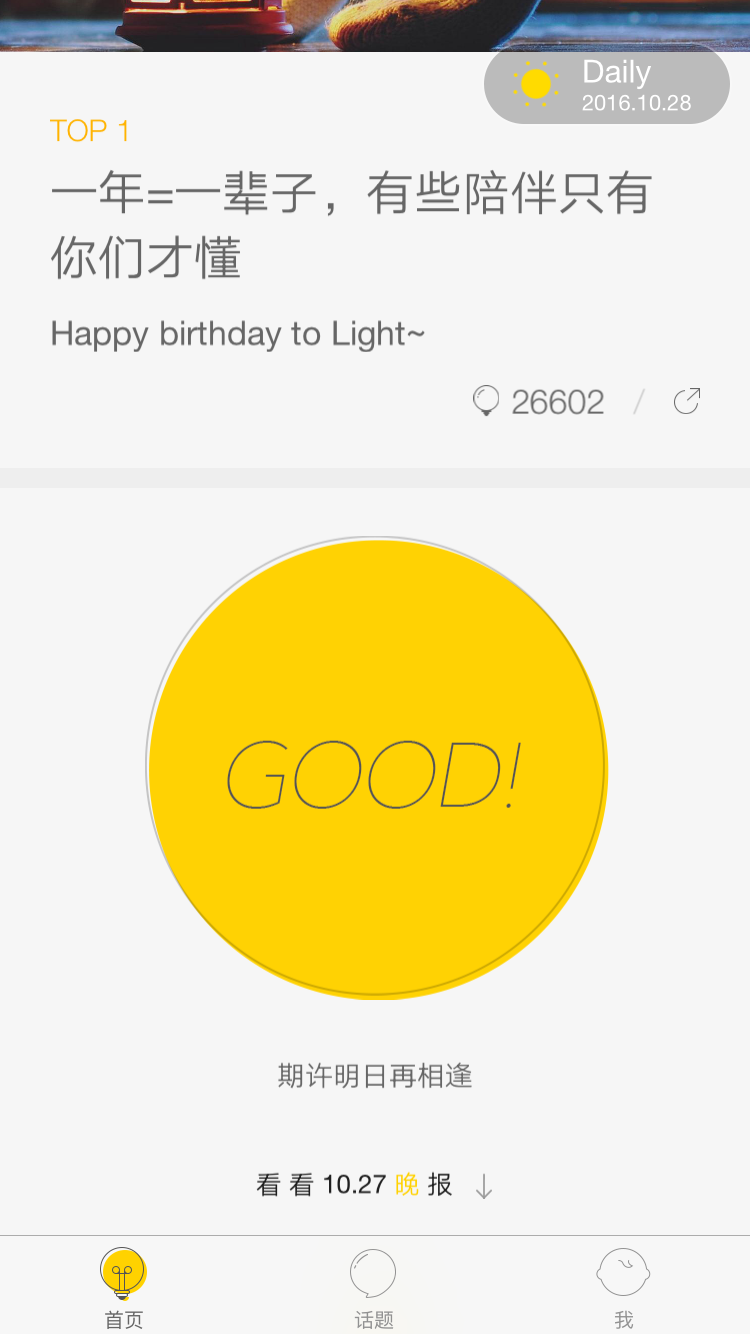 Daily
2016.10.28
TOP 1
一年=一辈子，有些陪伴只有
你们才懂
Happy birthday to Light~
26602
GOOD!
期许明日再相逢
看看 10.27 晚报
首页
话题
我